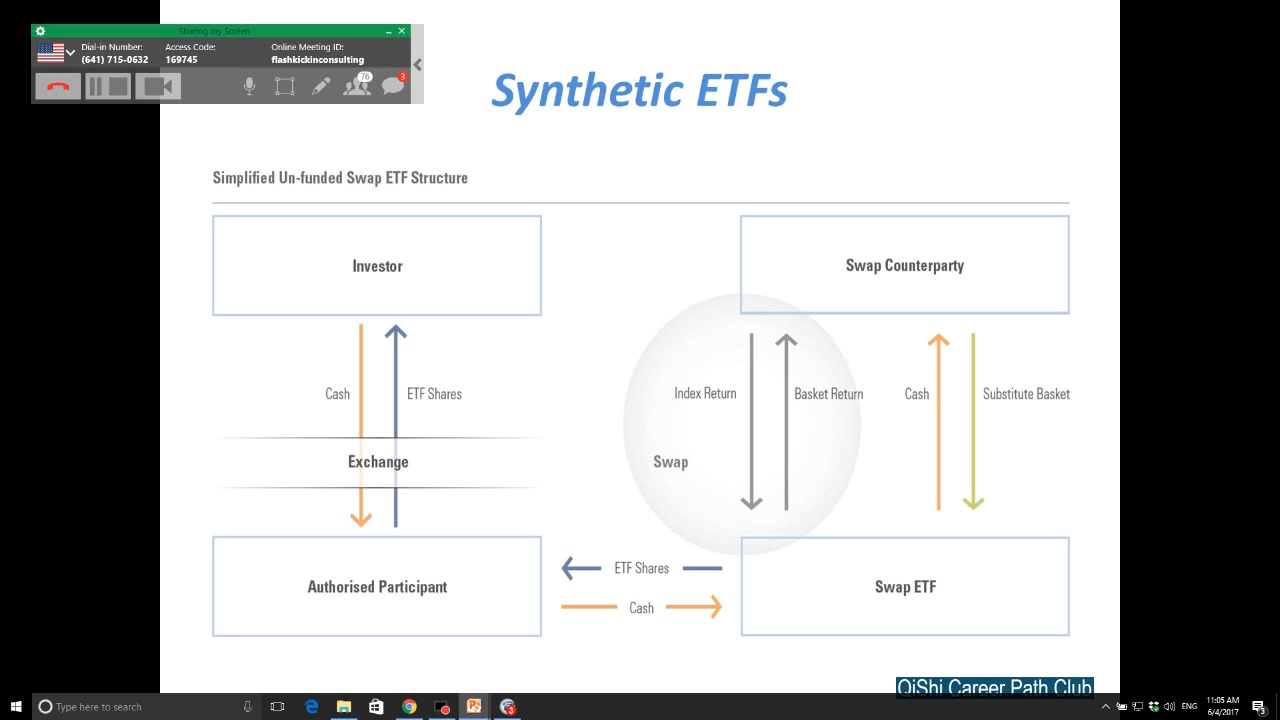 Sharing my Screen
Dial-in Number: Access Code: Online Meeting ID:
(641) 715-0632 169745 flashkickinconsulting
76
3
Synthetic ETFs
Simplified Un-funded Swap ETF Structure
Investor
Swap Counterparty
Cash
ETF Shares
Index Return
Basket Return
Cash
Substitute Basket
Exchange
Swap
ETF Shares
Authorised Participant
Swap ETF
Cash
QiShi Career Path Club
Type here to search
3
ENG
11:05 AM
6/4/2017